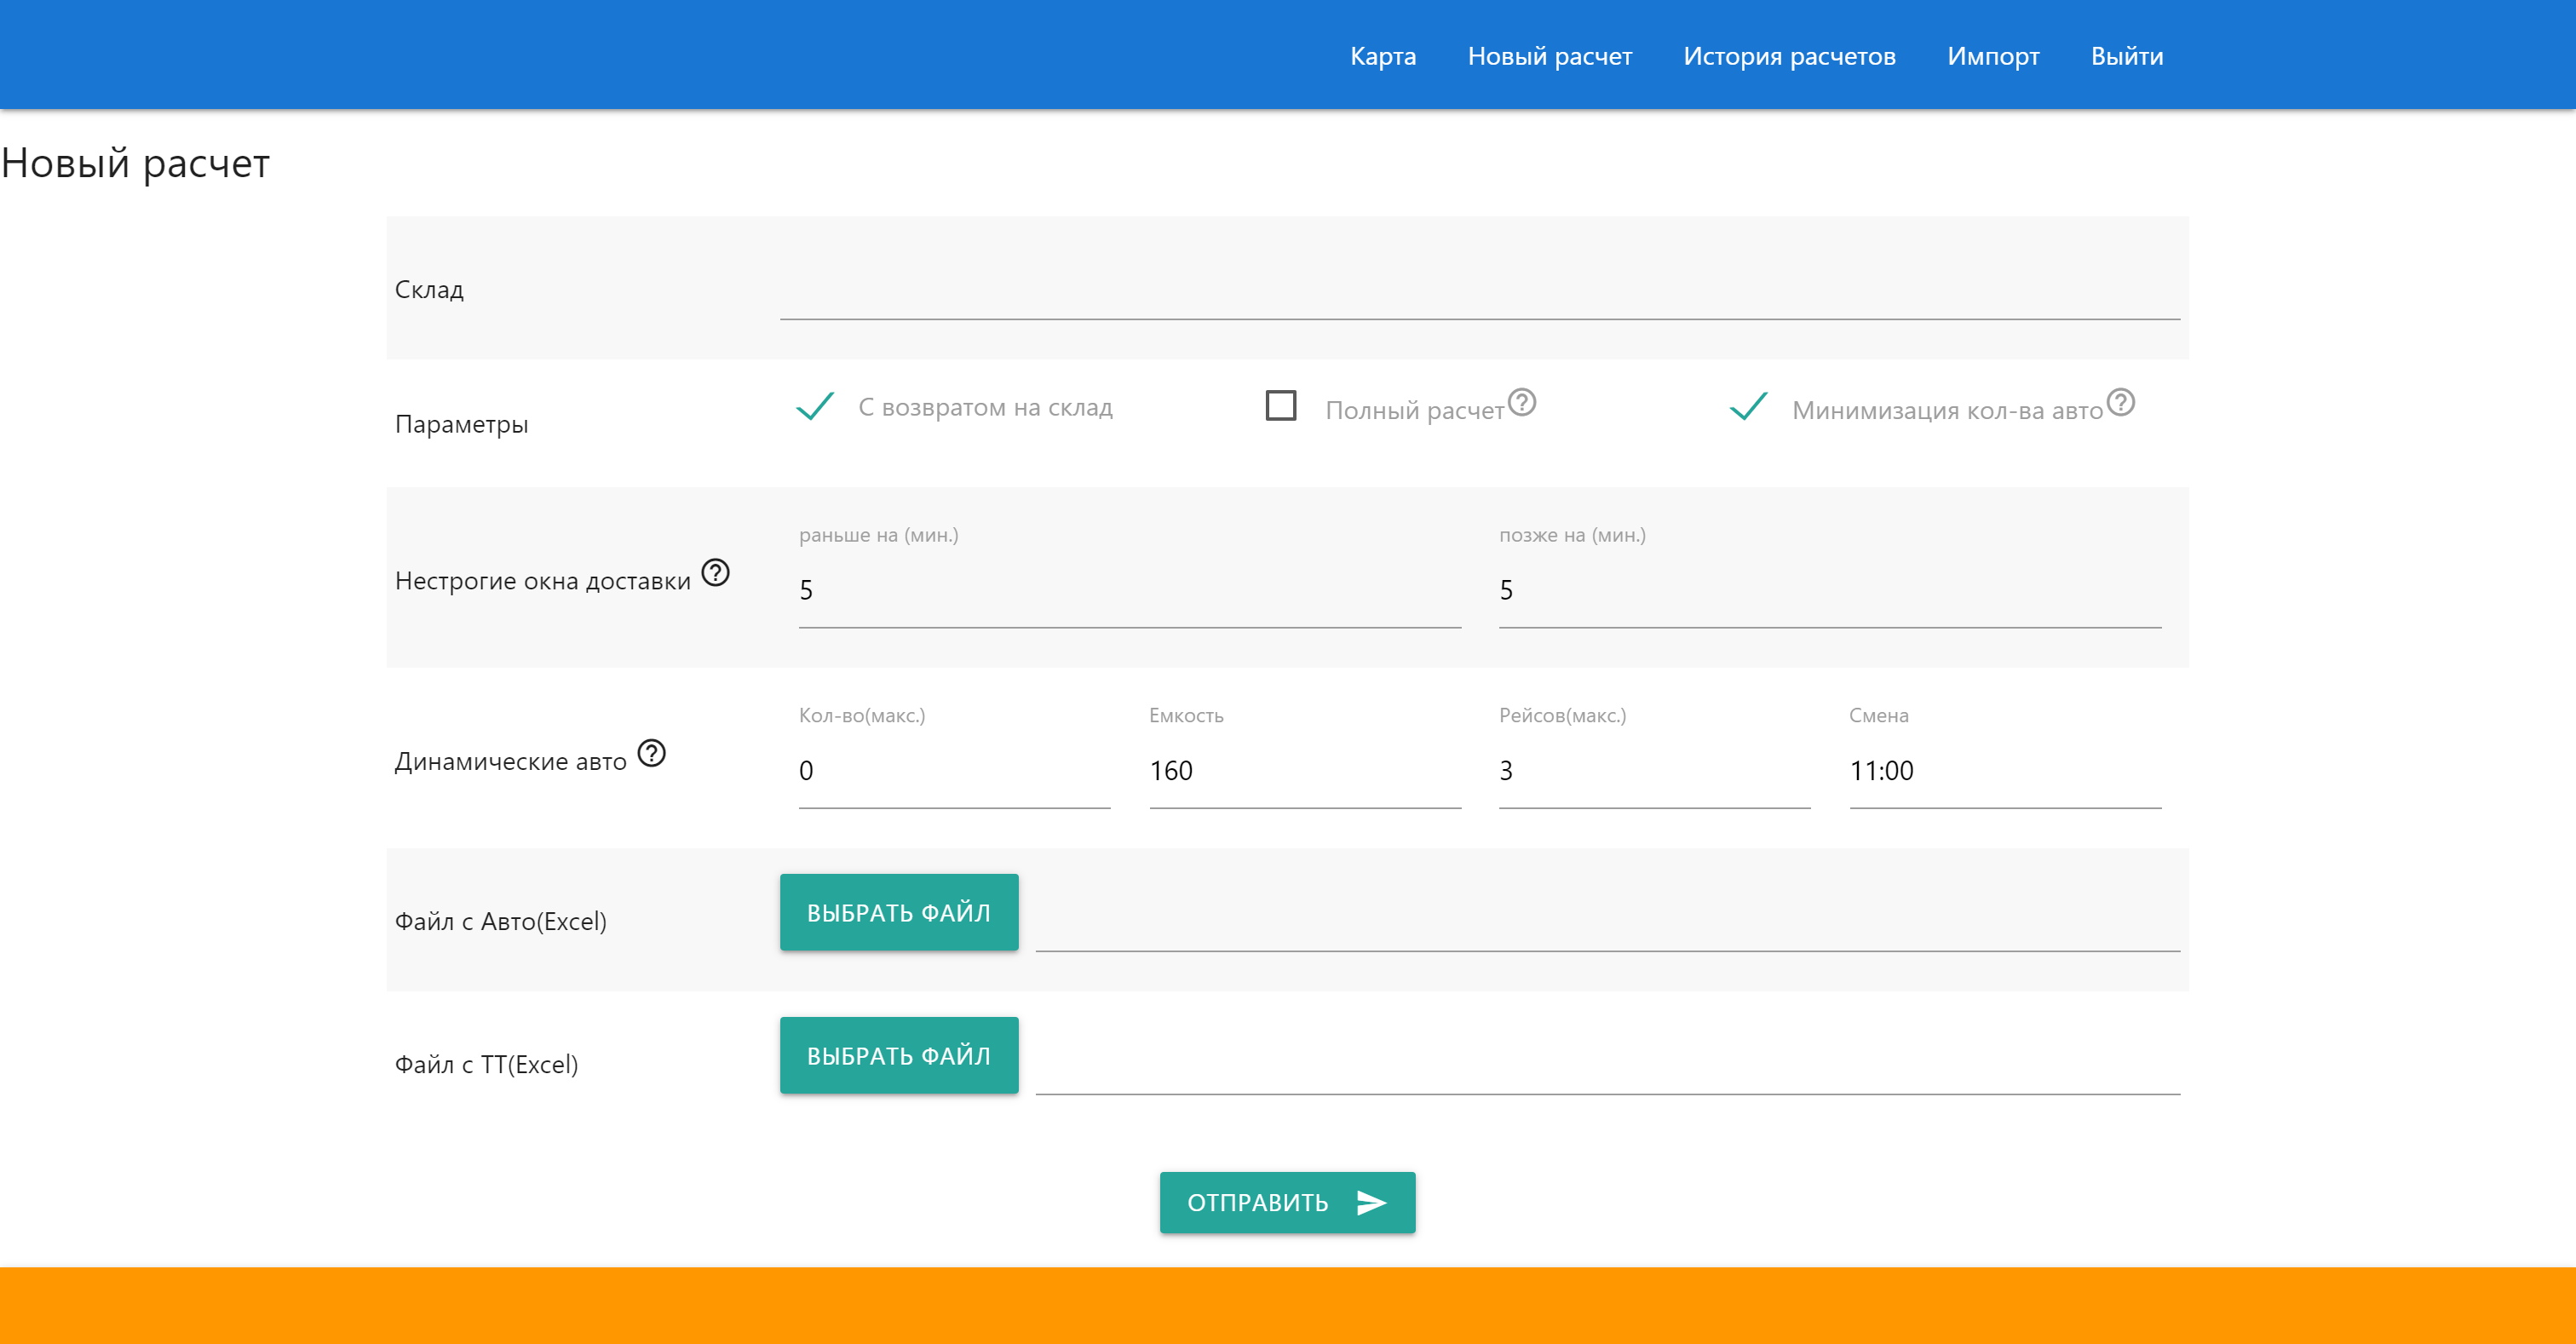 Карта Новый расчет История расчетов Импорт Выйти
Новый расчет
Склад
Параметры
С возвратом на склад
Полный расчет
Минимизация кол-ва авто
Нестрогие окна доставки
раньше на (мин.)
5
позже на (мин.)
5
Динамические авто
Кол-во(макс.)
0
Емкость
160
Рейсов(макс.)
3
Смена
11:00
Файл с Авто(Excel)
ВЫБРАТЬ ФАЙЛ
Файл с ТТ(Excel)
ВЫБРАТЬ ФАЙЛ
ОТПРАВИТЬ